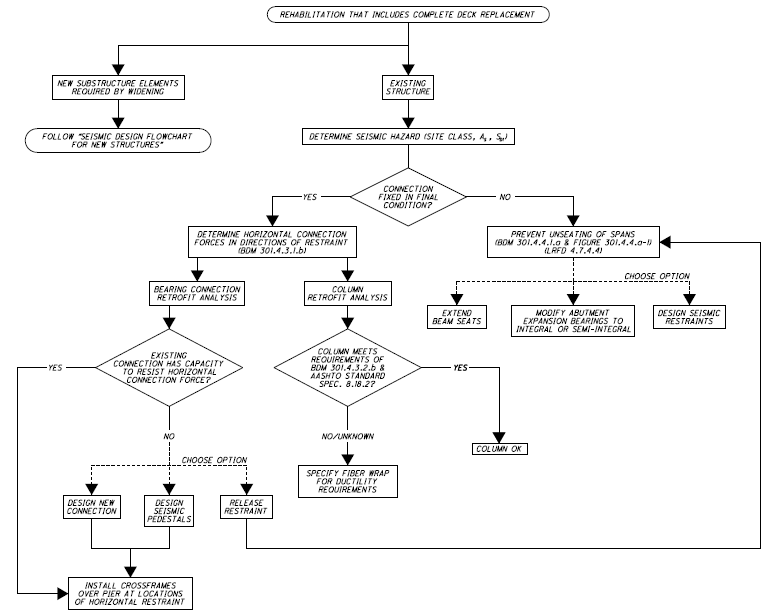 REHABILITATION THAT INCLUDES COMPLETE DECK REPLACEMENT
NEW SUBSTRUCTURE ELEMENTS
REQUIRED BY WIDENING
EXISTING
STRUCTURE
FOLLOW "SEISMIC DESIGN FLOWCHART
FOR NEW STRUCTURES"
DETERMINE SEISMIC HAZARD (SITE CLASS, As, SD1)
CONNECTION
FIXED IN FINAL
CONDITION?
YES
NO
DETERMINE HORIZONTAL CONNECTION
FORCES IN DIRECTIONS OF RESTRAINT
(BDM 301.4.3.1.b)
PREVENT UNSEATING OF SPANS
(BDM 301.4.4.1.a & FIGURE 301.4.4.a-1)
(LRFD 4.7.4.4)
CHOOSE OPTION
BEARING CONNECTION
RETROFIT ANALYSIS
COLUMN
RETROFIT ANALYSIS
EXTEND
BEAM SEATS
MODIFY ABUTMENT
EXPANSION BEARINGS TO
INTEGRAL OR SEMI-INTEGRAL
DESIGN SEISMIC
RESTRAINTS
YES
EXISTING
CONNECTION HAS CAPACITY
TO RESIST HORIZONTAL
CONNECTION FORCE?
COLUMN MEETS
REQUIREMENTS OF
BDM 301.4.3.2.b &
AASHTO STANDARD
SPEC. 8.18.2?
YES
NO
NO/UNKNOWN
COLUMN OK
CHOOSE OPTION
SPECIFY FIBER WRAP
FOR DUCTILITY
REQUIREMENTS
DESIGN NEW
CONNECTION
DESIGN
SEISMIC
PEDESTALS
RELEASE
RESTRAINT
INSTALL CROSSFRAMES
OVER PIER AT LOCATIONS
OF HORIZONTAL RESTRAINT